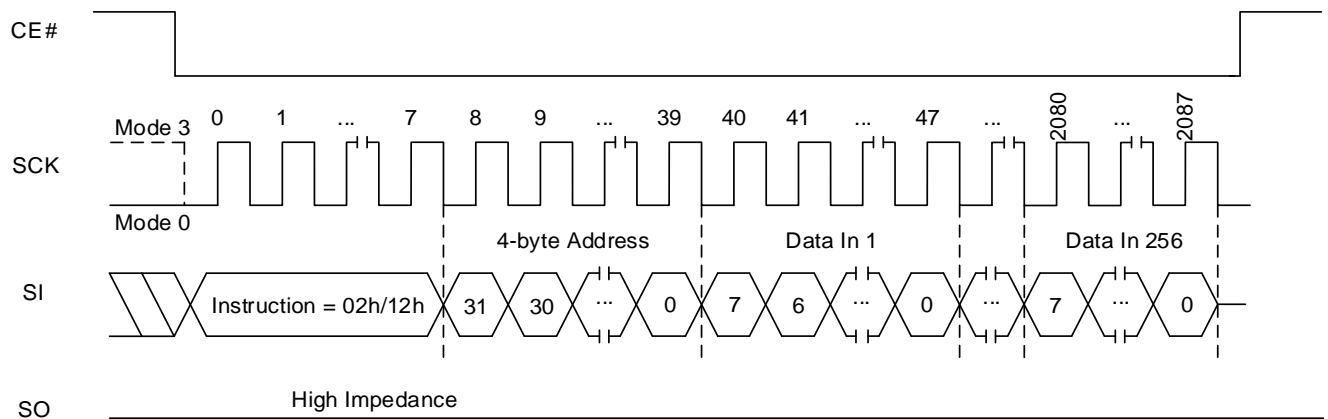 CE#
0 1 ... 7 8 9 ... 39 40 41 ... 47 ... 2080 ... 2087
Mode 3
SCK
Mode 0
4-byte Address Data In 1 Data In 256
SI
Instruction = 02h/12h 31 30 ... 0 7 6 ... 0 ... 7 ... 0
High Impedance
SO